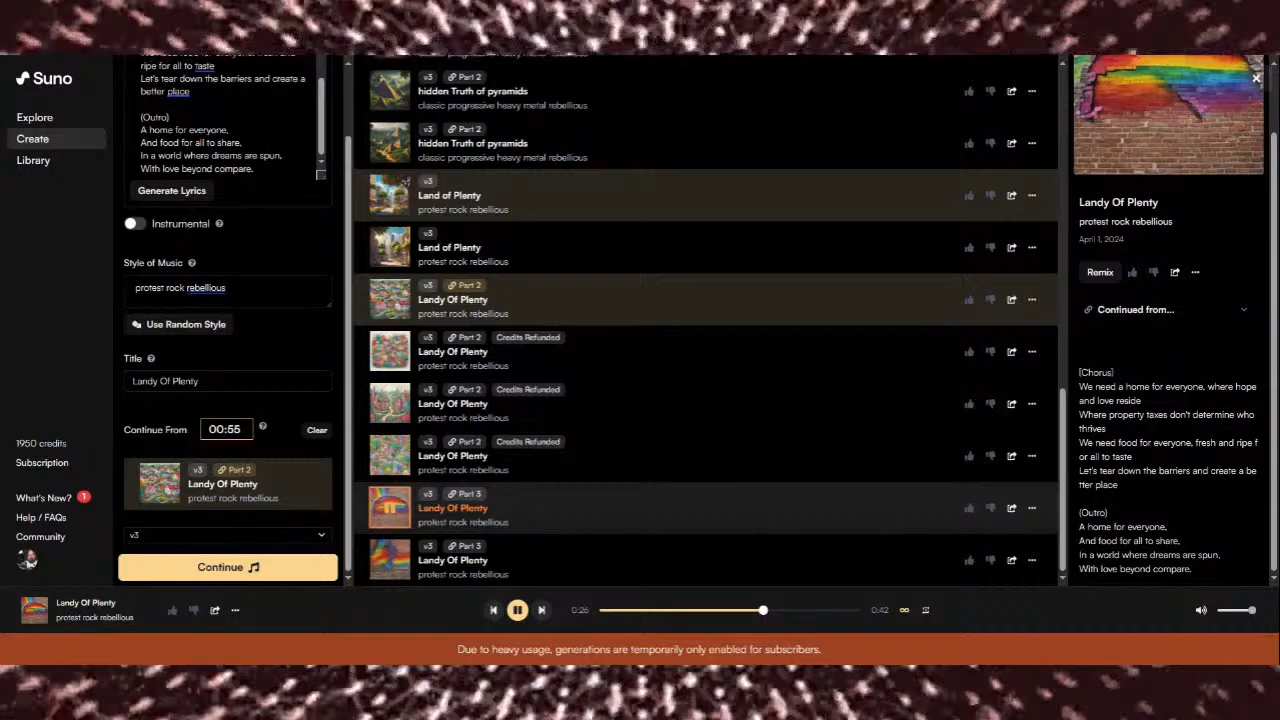 Suno
Explore
Create
Library
1950 credits
Subscription
What's New? 1
Help / FAQs
Community
ripe for all to taste
Let's tear down the barriers and create a
better place
(Outro)
A home for everyone,
And food for all to share,
In a world where dreams are spun,
With love beyond compare.
Generate Lyrics
Instrumental
Style of Music
protest rock rebellious
Use Random Style
Title
Landy Of Plenty
Continue From 00:55 Clear
v3 Part 2
Landy Of Plenty
protest rock rebellious
v3
Continue
v3 Part 2
hidden Truth of pyramids
classic progressive heavy metal rebellious
v3 Part 2
hidden Truth of pyramids
classic progressive heavy metal rebellious
v3
Land of Plenty
protest rock rebellious
v3
Land of Plenty
protest rock rebellious
v3 Part 2
Landy Of Plenty
protest rock rebellious
v3 Part 2 Credits Refunded
Landy Of Plenty
protest rock rebellious
v3 Part 2 Credits Refunded
Landy Of Plenty
protest rock rebellious
v3 Part 2 Credits Refunded
Landy Of Plenty
protest rock rebellious
v3 Part 3
Landy Of Plenty
protest rock rebellious
v3 Part 3
Landy Of Plenty
protest rock rebellious
Landy Of Plenty
protest rock rebellious
April 1, 2024
Remix
Continued from...
[Chorus]
We need a home for everyone, where hope
and love reside
Where property taxes don't determine who
thrives
We need food for everyone, fresh and ripe f
or all to taste
Let's tear down the barriers and create a be
tter place
(Outro)
A home for everyone,
And food for all to share,
In a world where dreams are spun,
With love beyond compare.
Landy Of Plenty
protest rock rebellious
0:26
0:42
Due to heavy usage, generations are temporarily only enabled for subscribers.